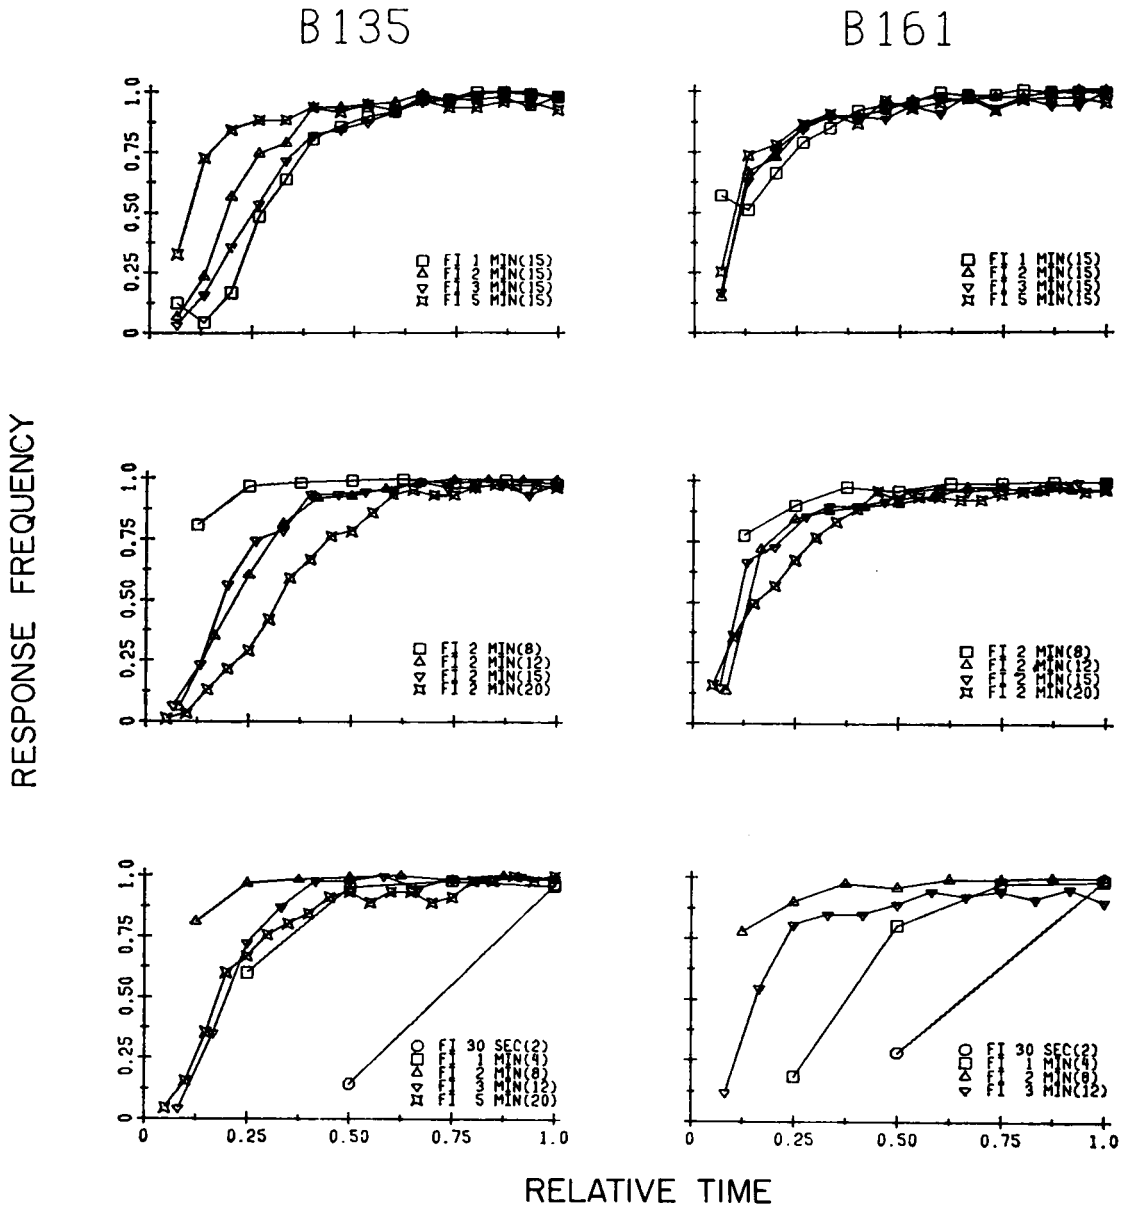 B135
B161
1.0
0.75
0.50
0.25
0
FI 1 MIN(15)
FI 2 MIN(15)
FI 3 MIN(15)
FI 5 MIN(15)
FI 1 MIN(15)
FI 2 MIN(15)
FI 3 MIN(15)
FI 5 MIN(15)
RESPONSE FREQUENCY
1.0
0.75
0.50
0.25
0
FI 2 MIN(8)
FI 2 MIN(12)
FI 2 MIN(15)
FI 2 MIN(20)
FI 2 MIN(8)
FI 2 MIN(12)
FI 2 MIN(15)
FI 2 MIN(20)
1.0
0.75
0.50
0.25
0
FI 30 SEC(2)
FI 1 MIN(4)
FI 2 MIN(8)
FI 3 MIN(12)
FI 5 MIN(20)
FI 30 SEC(2)
FI 1 MIN(4)
FI 2 MIN(8)
FI 3 MIN(12)
0 0.25 0.50 0.75 1.0
0 0.25 0.50 0.75 1.0
RELATIVE TIME